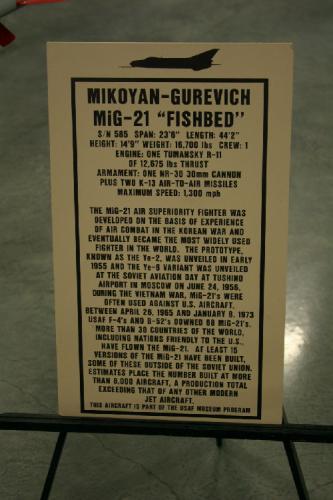 MIKOYAN-GUREVICH
MiG-21 "FISHBED"
S/N 585 SPAN: 23'6" LENGTH: 44'2"
HEIGHT: 14'9" WEIGHT: 16,700 lbs CREW: 1
ENGINE: ONE TUMANSKY R-11
OF 12,675 lbs THRUST
ARMAMENT: ONE NR-30 30mm CANNON
PLUS TWO K-13 AIR-TO-AIR MISSILES
MAXIMUM SPEED: 1,300 mph
THE MiG-21 AIR SUPERIORITY FIGHTER WAS
DEVELOPED ON THE BASIS OF EXPERIENCE
OF AIR COMBAT IN THE KOREAN WAR AND
EVENTUALLY BECAME THE MOST WIDELY USED
FIGHTER IN THE WORLD. THE PROTOTYPE,
KNOWN AS THE Ye-2, WAS UNVEILED IN EARLY
1955 AND THE Ye-6 VARIANT WAS UNVEILED
AT THE SOVIET AVIATION DAY AT TUSHINO
AIRPORT IN MOSCOW ON JUNE 24, 1956.
DURING THE VIETNAM WAR, MiG-21's WERE
OFTEN USED AGAINST U.S. AIRCRAFT.
BETWEEN APRIL 26, 1965 AND JANUARY 8, 1973
USAF F-4's AND B-52's DOWNED 68 MiG-21's.
MORE THAN 30 COUNTRIES OF THE WORLD,
INCLUDING NATIONS FRIENDLY TO THE U.S.,
HAVE FLOWN THE MiG-21. AF LEAST 15
VERSIONS OF THE MiG-21 HAVE BEEN BUILT,
SOME OF THESE OUTSIDE OF THE SOVIET UNION.
ESTIMATES PLACE THE NUMBER BUILT AT MORE
THAN 8,000 AIRCRAFT, A PRODUCTION TOTAL
EXCEEDING THAT OF ANY OTHER MODERN
JET AIRCRAFT.
THIS AIRCRAFT IS PART OF THE USAF MUSEUM PROGRAM